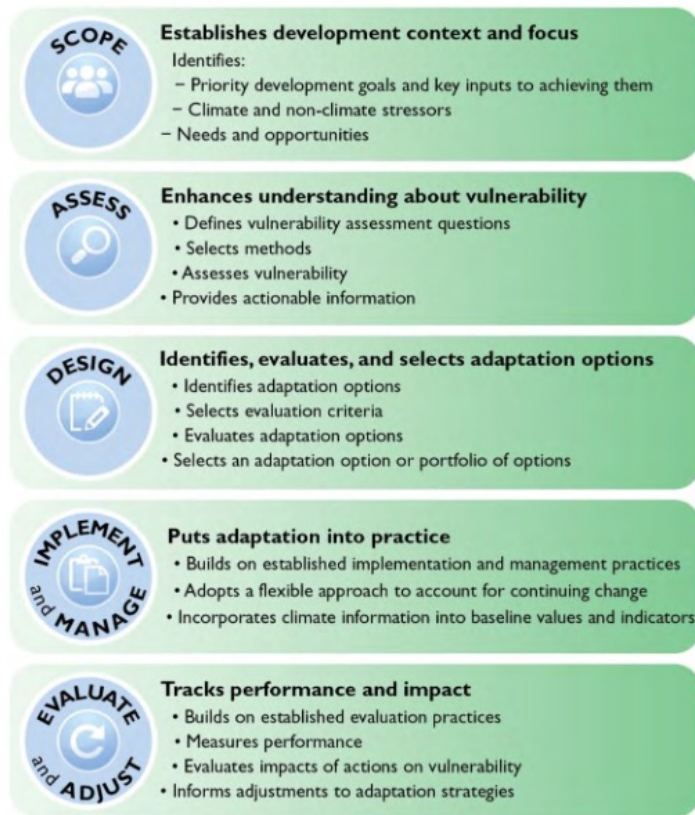 SCOPE
Establishes development context and focus
Identifies:
– Priority development goals and key inputs to achieving them
– Climate and non-climate stressors
– Needs and opportunities
ASSESS
Enhances understanding about vulnerability
• Defines vulnerability assessment questions
• Selects methods
• Assesses vulnerability
• Provides actionable information
DESIGN
Identifies, evaluates, and selects adaptation options
• Identifies adaptation options
• Selects evaluation criteria
• Evaluates adaptation options
• Selects an adaptation option or portfolio of options
IMPLEMENT
and MANAGE
Puts adaptation into practice
• Builds on established implementation and management practices
• Adopts a flexible approach to account for continuing change
• Incorporates climate information into baseline values and indicators
EVALUATE
and ADJUST
Tracks performance and impact
• Builds on established evaluation practices
• Measures performance
• Evaluates impacts of actions on vulnerability
• Informs adjustments to adaptation strategies